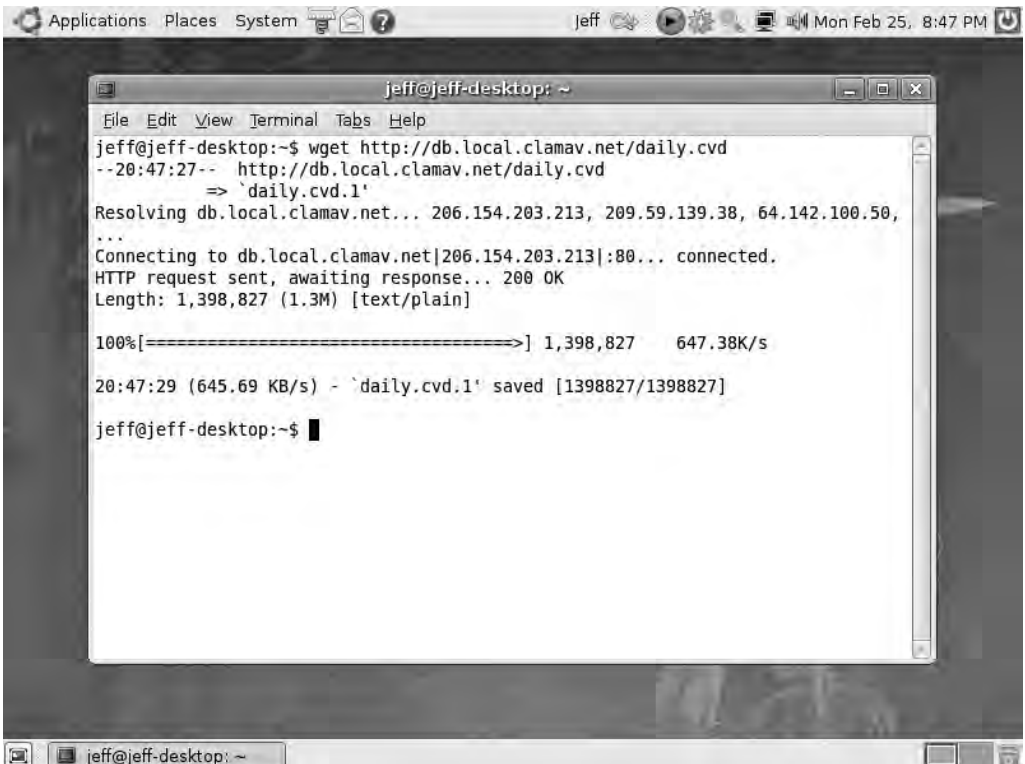 Applications Places System Jeff Mon Feb 25, 8:47 PM
jeff@jeff-desktop: ~
File Edit View Terminal Tabs Help
jeff@jeff-desktop:~$ wget http://db.local.clamav.net/daily.cvd
--20:47:27--  http://db.local.clamav.net/daily.cvd
           => `daily.cvd.1'
Resolving db.local.clamav.net... 206.154.203.213, 209.59.139.38, 64.142.100.50,
...
Connecting to db.local.clamav.net|206.154.203.213|:80... connected.
HTTP request sent, awaiting response... 200 OK
Length: 1,398,827 (1.3M) [text/plain]
100%[====================================>] 1,398,827    647.38K/s
20:47:29 (645.69 KB/s) - `daily.cvd.1' saved [1398827/1398827]
jeff@jeff-desktop:~$
jeff@jeff-desktop: ~